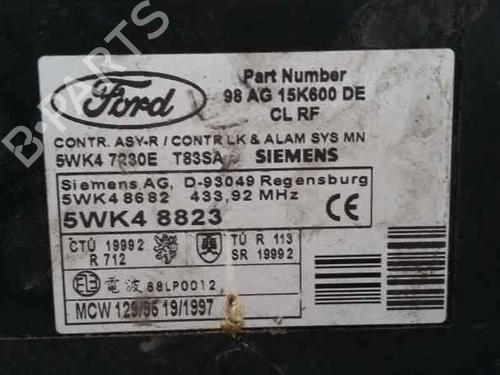 B-PARTS
Ford
Part Number
98 AG 15K600 DE
CL RF
CONTR. ASY-R / CONTR LK & ALAM SYS MN
5WK4 7230E T83SA SIEMENS
Siemens AG, D-93049 Regensburg
5WK4 8682 433,92 MHz
5WK4 8823 CE
CTÚ 1999 2
R 712
TÚ R 113
SR 1999 2
電波 88LP0012
MCW 129/95 19/1997